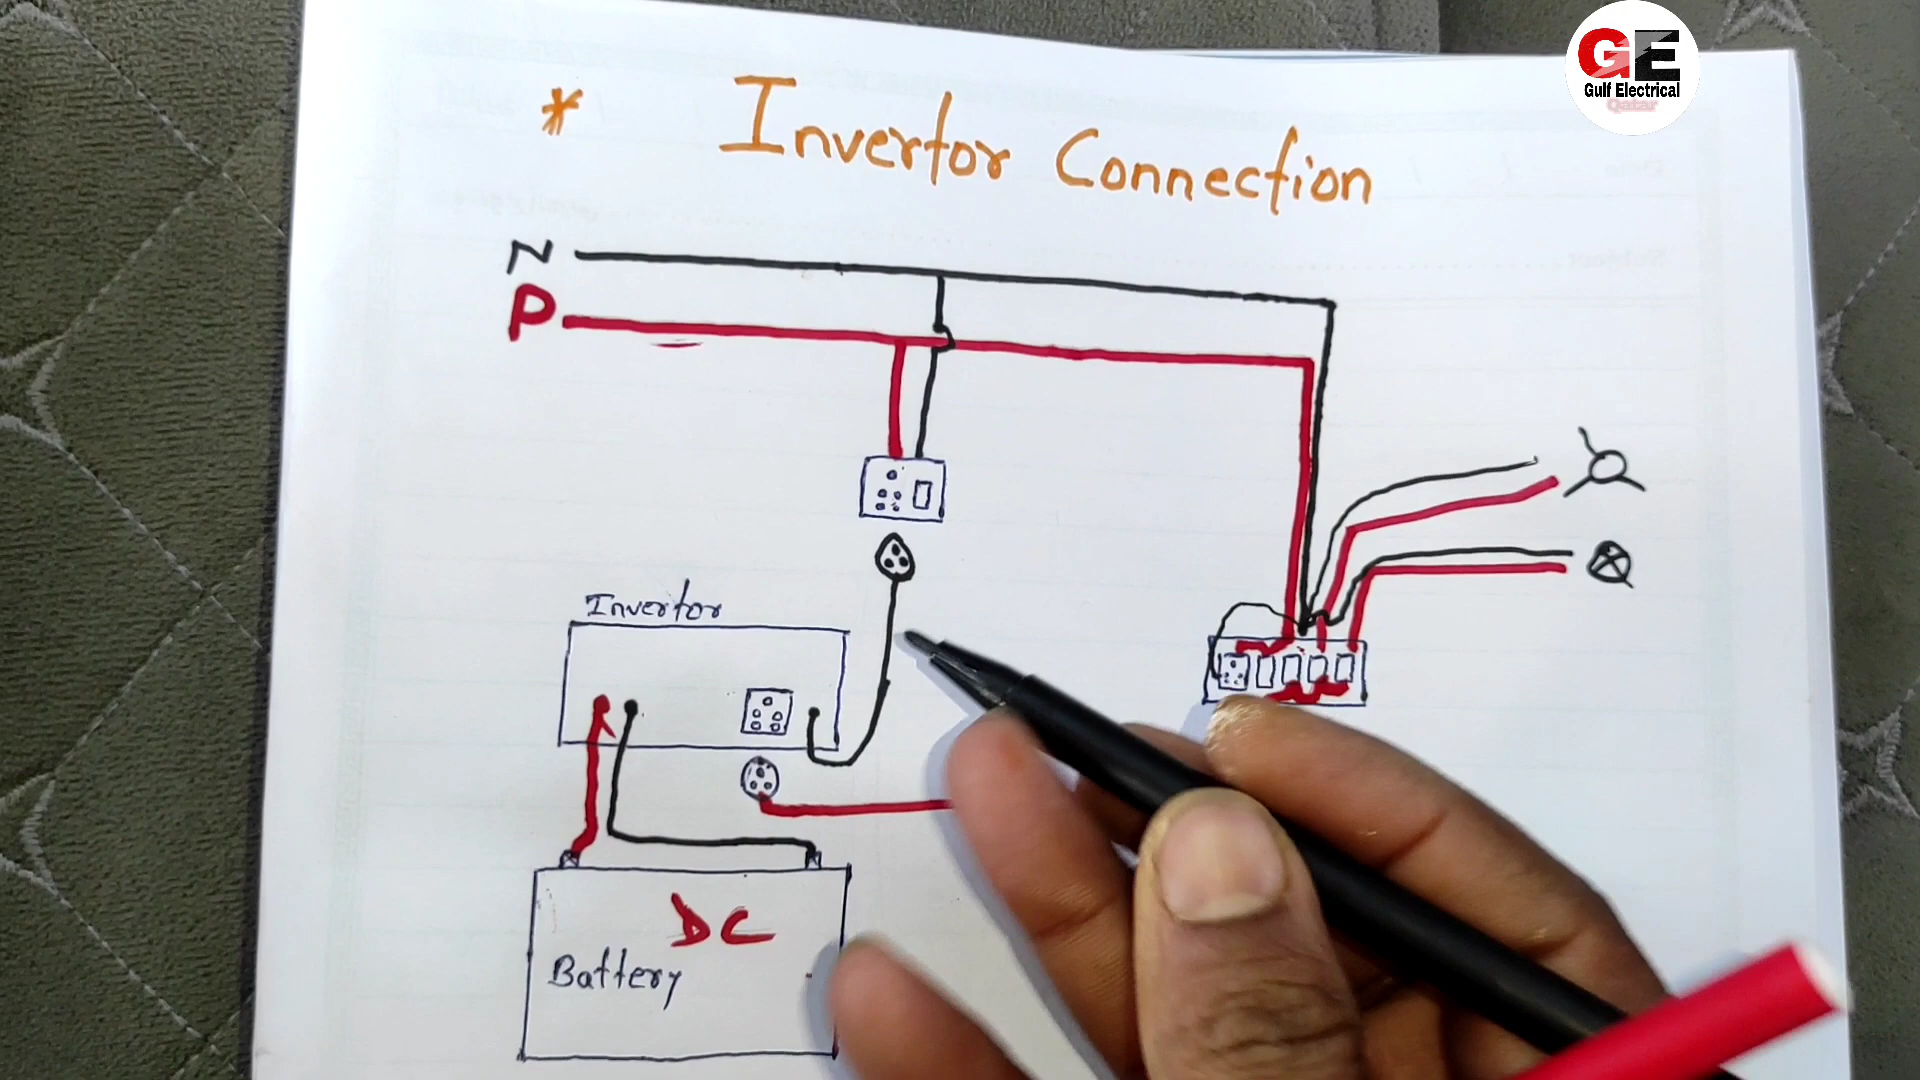 GE
Gulf Electrical
Qatar
* Invertor Connection
N
P
Invertor
DC
Battery